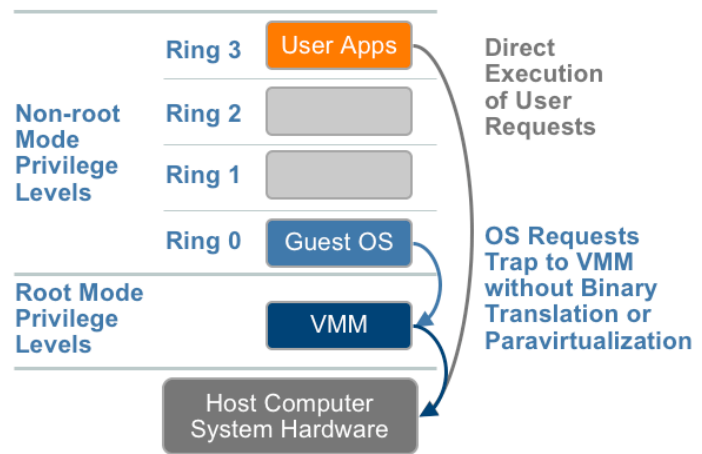 Ring 3
User Apps
Direct
Execution
of User
Requests
Non-root
Mode
Privilege
Levels
Ring 2
Ring 1
Ring 0
Guest OS
OS Requests
Trap to VMM
without Binary
Translation or
Paravirtualization
Root Mode
Privilege
Levels
VMM
Host Computer
System Hardware